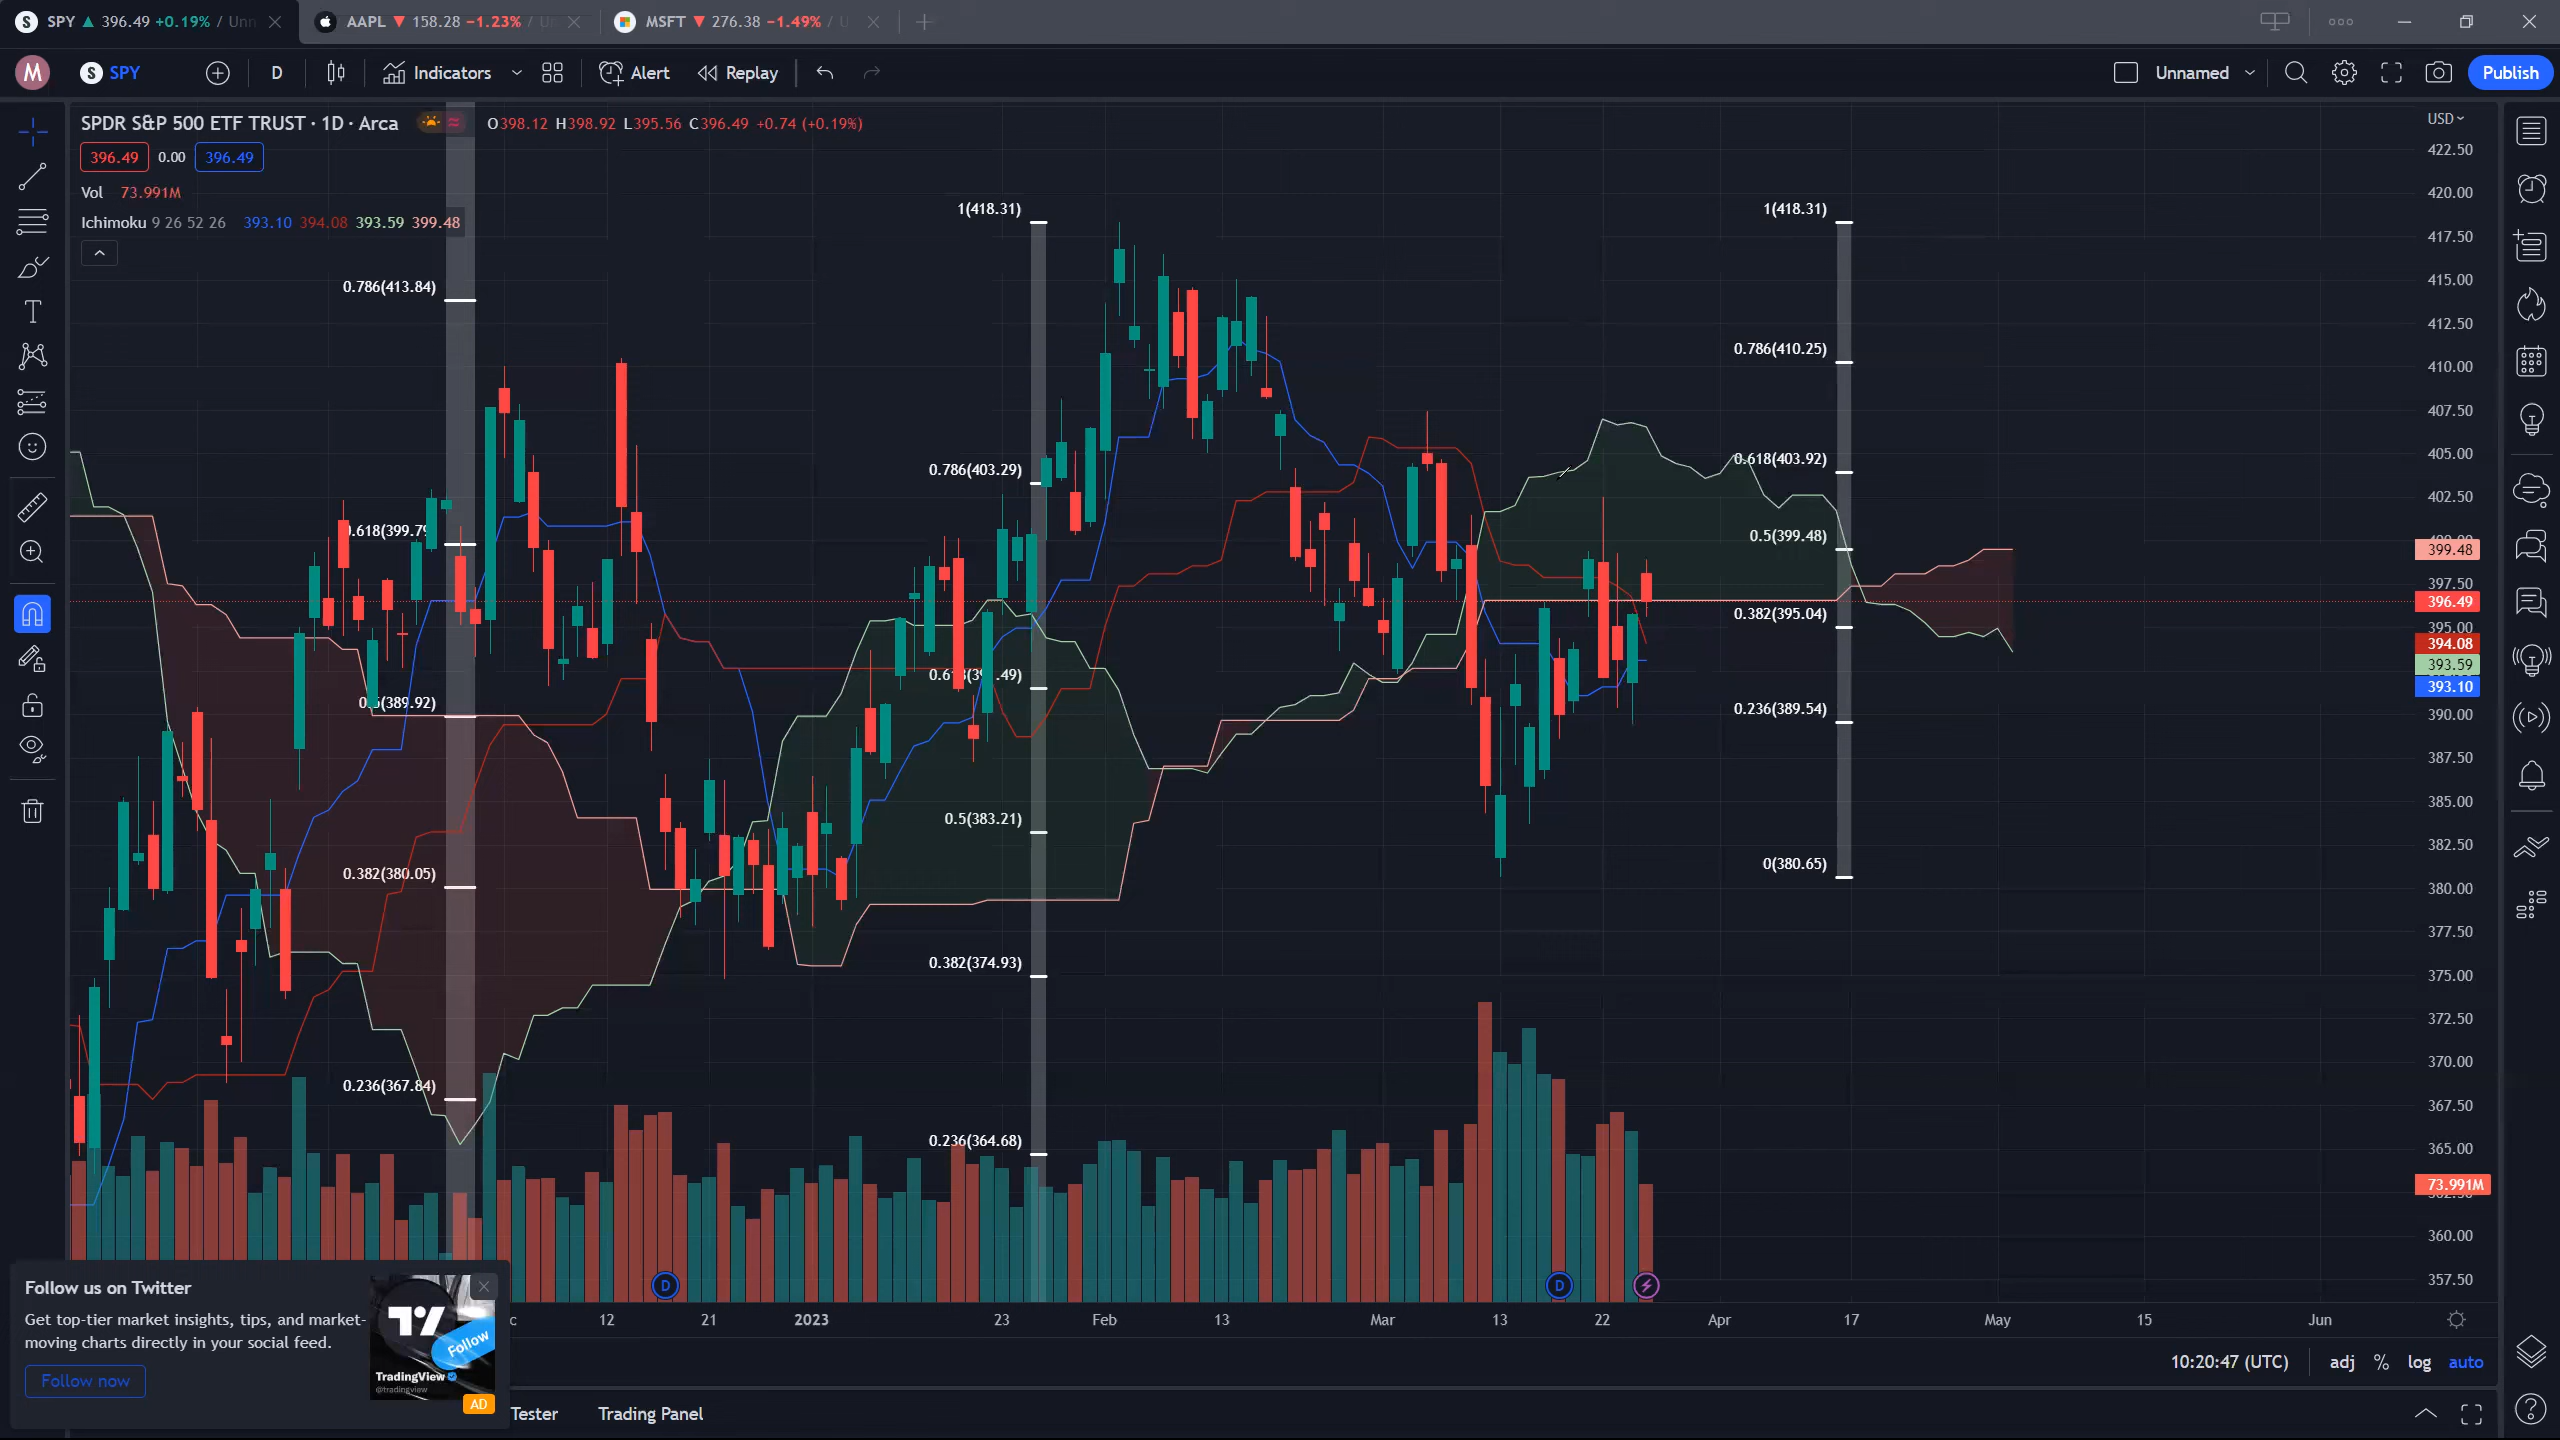 SPY ▲ 396.49 +0.19% / Unn
AAPL ▼ 158.28 −1.23% / Un
MSFT ▼ 276.38 −1.49% / U
M
S SPY
D
Indicators
Alert
Replay
Unnamed
Publish
SPDR S&P 500 ETF TRUST · 1D · Arca
O398.12 H398.92 L395.56 C396.49 +0.74 (+0.19%)
USD
396.49 0.00 396.49
Vol 73.991M
Ichimoku 9 26 52 26 393.10 394.08 393.59 399.48
0.786(413.84)
0.618(399.79
0.5(389.92)
0.382(380.05)
0.236(367.84)
1(418.31)
0.786(403.29)
0.5(383.21)
0.382(374.93)
0.236(364.68)
1(418.31)
0.786(410.25)
0.618(403.92)
0.5(399.48)
0.382(395.04)
0.236(389.54)
0(380.65)
422.50
420.00
417.50
415.00
412.50
410.00
407.50
405.00
402.50
399.48
397.50
396.49
395.00
394.08
393.59
393.10
390.00
387.50
385.00
382.50
380.00
377.50
375.00
372.50
370.00
367.50
365.00
73.991M
360.00
357.50
D
D
12
21
2023
23
Feb
13
Mar
13
22
Apr
17
May
15
Jun
Follow us on Twitter
Get top-tier market insights, tips, and market-
moving charts directly in your social feed.
Follow now
Follow
TradingView
@tradingview
AD
10:20:47 (UTC)
adj % log auto
Tester
Trading Panel